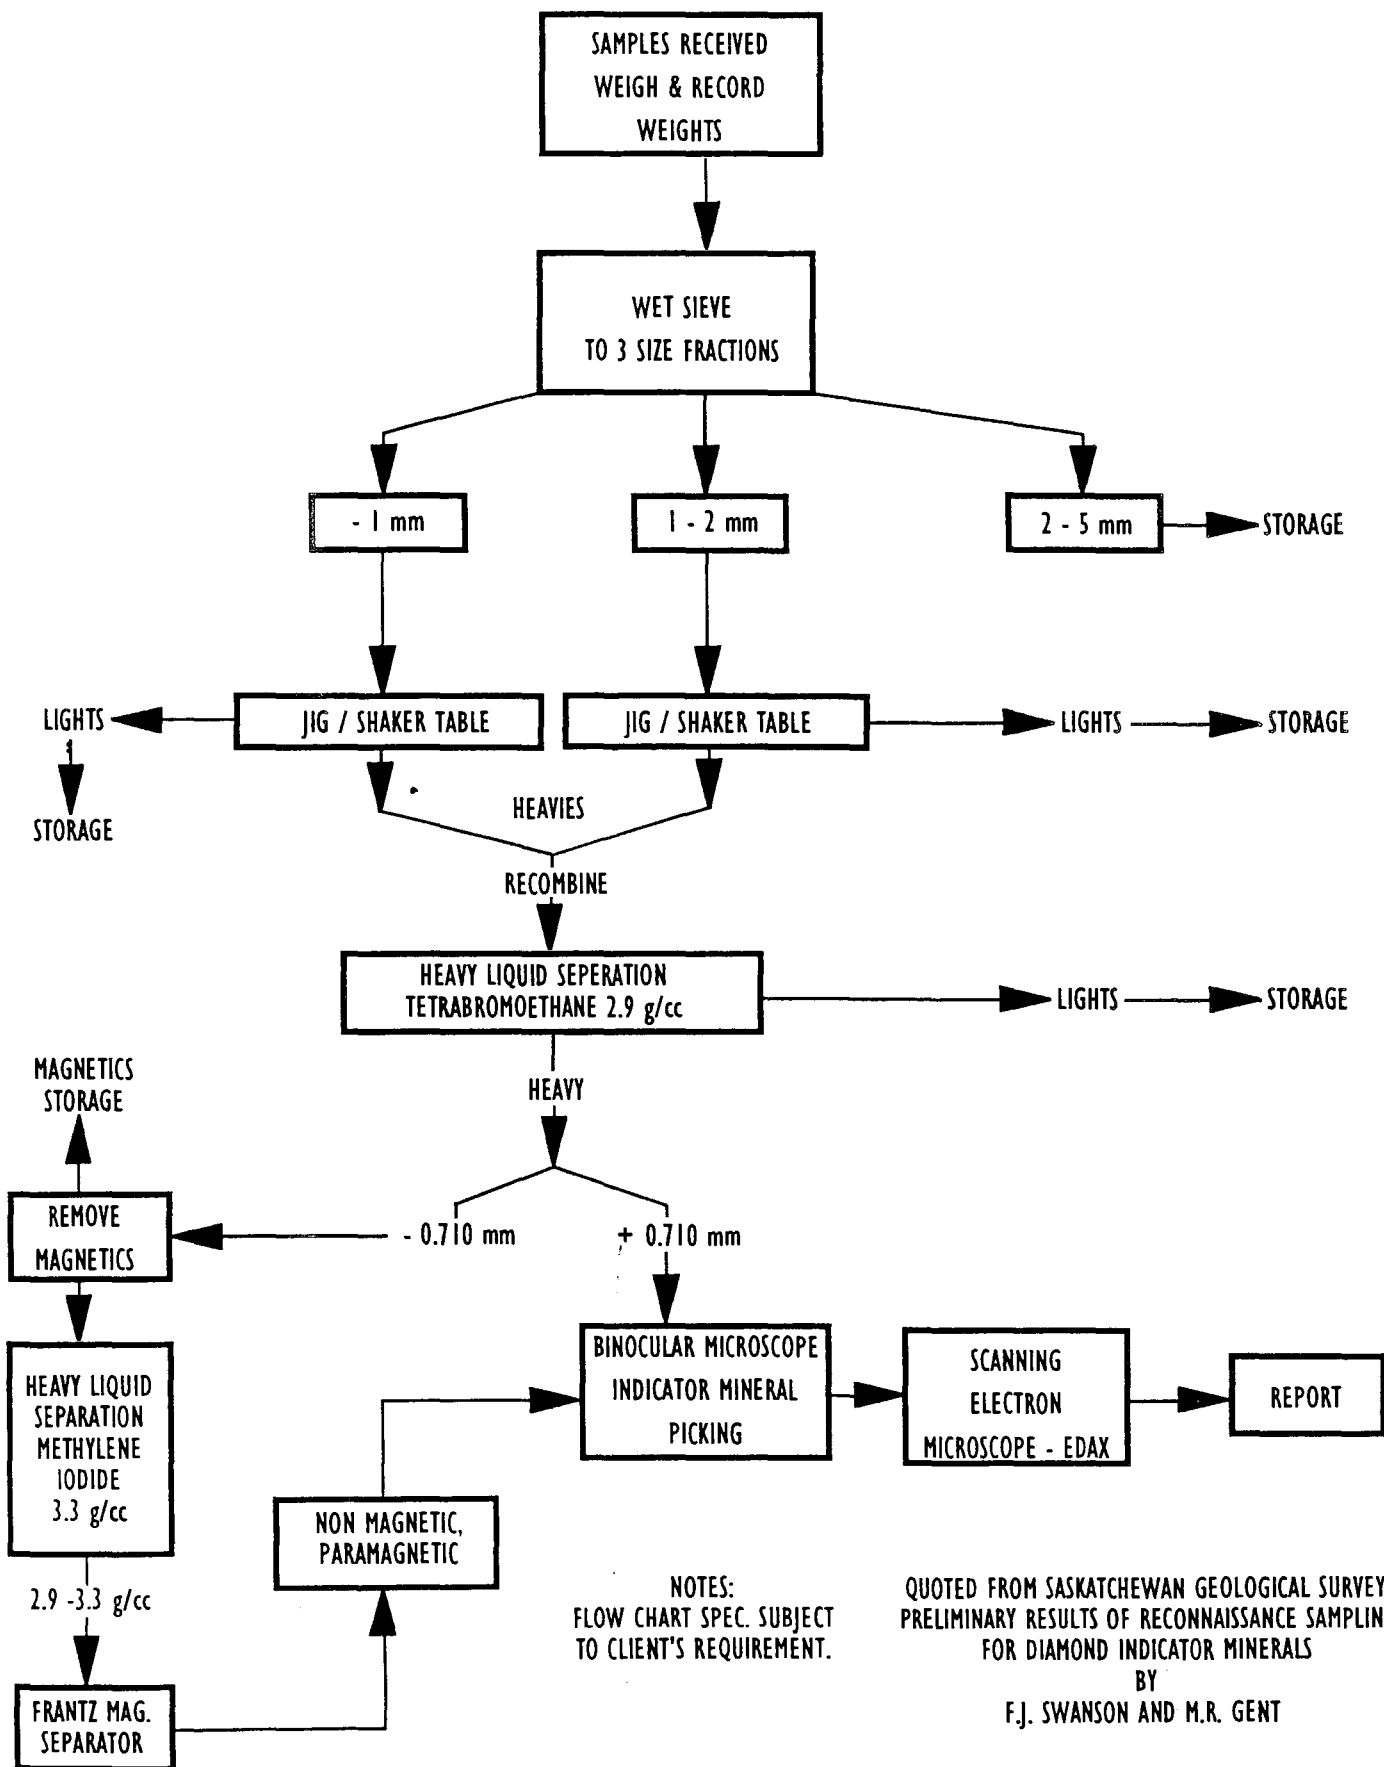 SAMPLES RECEIVED
WEIGH & RECORD
WEIGHTS
WET SIEVE
TO 3 SIZE FRACTIONS
- 1 mm
1 - 2 mm
2 - 5 mm
STORAGE
LIGHTS
JIG / SHAKER TABLE
JIG / SHAKER TABLE
LIGHTS
STORAGE
STORAGE
HEAVIES
RECOMBINE
HEAVY LIQUID SEPERATION
TETRABROMOETHANE 2.9 g/cc
LIGHTS
STORAGE
HEAVY
MAGNETICS
STORAGE
REMOVE
MAGNETICS
- 0.710 mm
+ 0.710 mm
HEAVY LIQUID
SEPARATION
METHYLENE
IODIDE
3.3 g/cc
BINOCULAR MICROSCOPE
INDICATOR MINERAL
PICKING
SCANNING
ELECTRON
MICROSCOPE - EDAX
REPORT
NON MAGNETIC,
PARAMAGNETIC
2.9 -3.3 g/cc
FRANTZ MAG.
SEPARATOR
NOTES:
FLOW CHART SPEC. SUBJECT
TO CLIENT'S REQUIREMENT.
QUOTED FROM SASKATCHEWAN GEOLOGICAL SURVEY
PRELIMINARY RESULTS OF RECONNAISSANCE SAMPLIN
FOR DIAMOND INDICATOR MINERALS
BY
F.J. SWANSON AND M.R. GENT